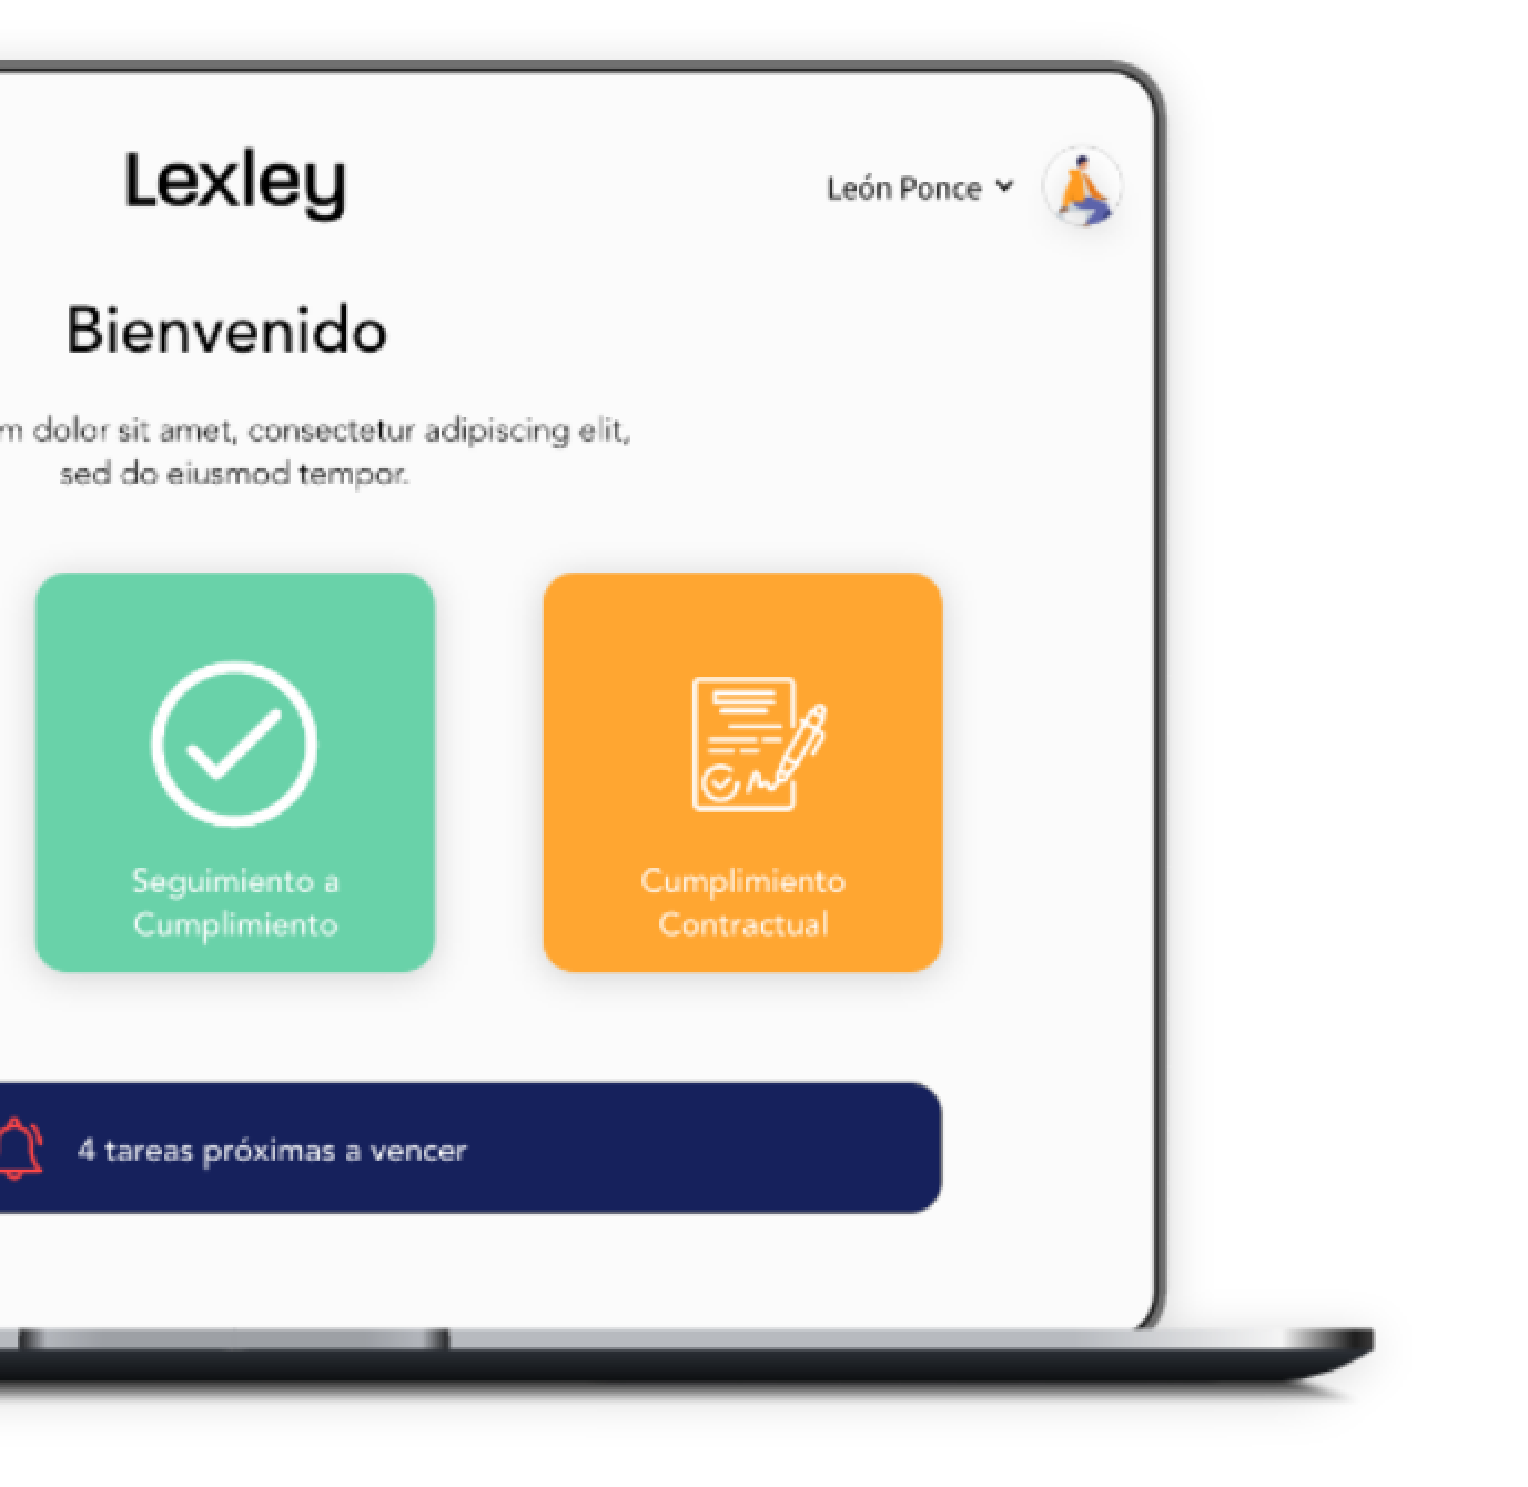 Lexley
León Ponce
Bienvenido
m dolor sit amet, consectetur adipiscing elit,
sed do eiusmod tempor.
Seguimiento a
Cumplimiento
Cumplimiento
Contractual
4 tareas próximas a vencer